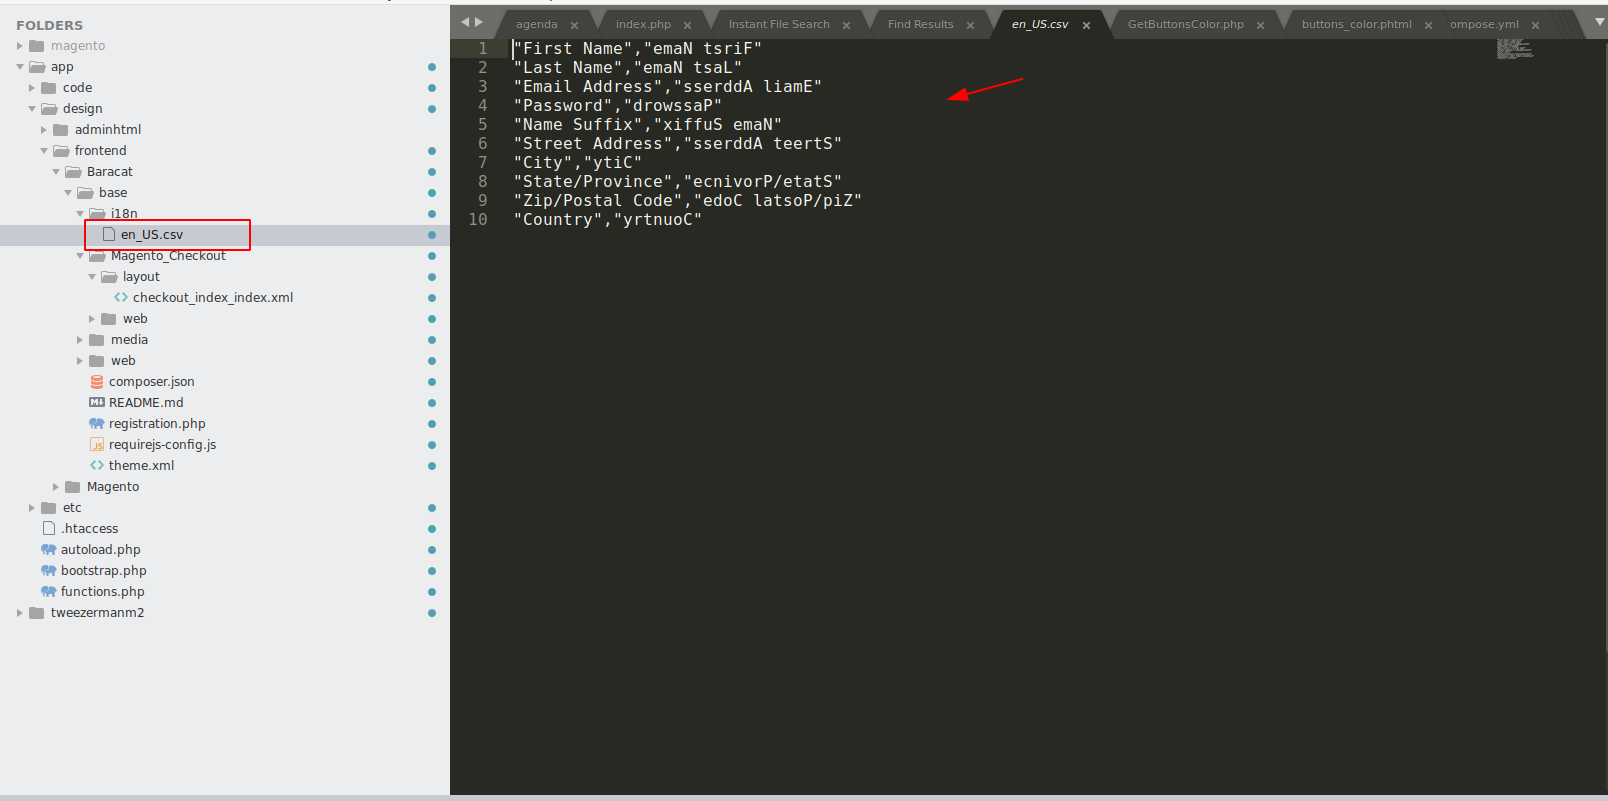 FOLDERS
magento
app
code
design
adminhtml
frontend
Baracat
base
i18n
en_US.csv
Magento_Checkout
layout
checkout_index_index.xml
web
media
web
composer.json
README.md
registration.php
requirejs-config.js
theme.xml
Magento
etc
.htaccess
autoload.php
bootstrap.php
functions.php
tweezermanm2
agenda × index.php × Instant File Search × Find Results × en_US.csv × GetButtonsColor.php × buttons_color.phtml × ompose.yml ×
1 "First Name","emaN tsriF"
2 "Last Name","emaN tsaL"
3 "Email Address","sserddA liamE"
4 "Password","drowssaP"
5 "Name Suffix","xiffuS emaN"
6 "Street Address","sserddA teertS"
7 "City","ytiC"
8 "State/Province","ecnivorP/etatS"
9 "Zip/Postal Code","edoC latsoP/piZ"
10 "Country","yrtnuoC"